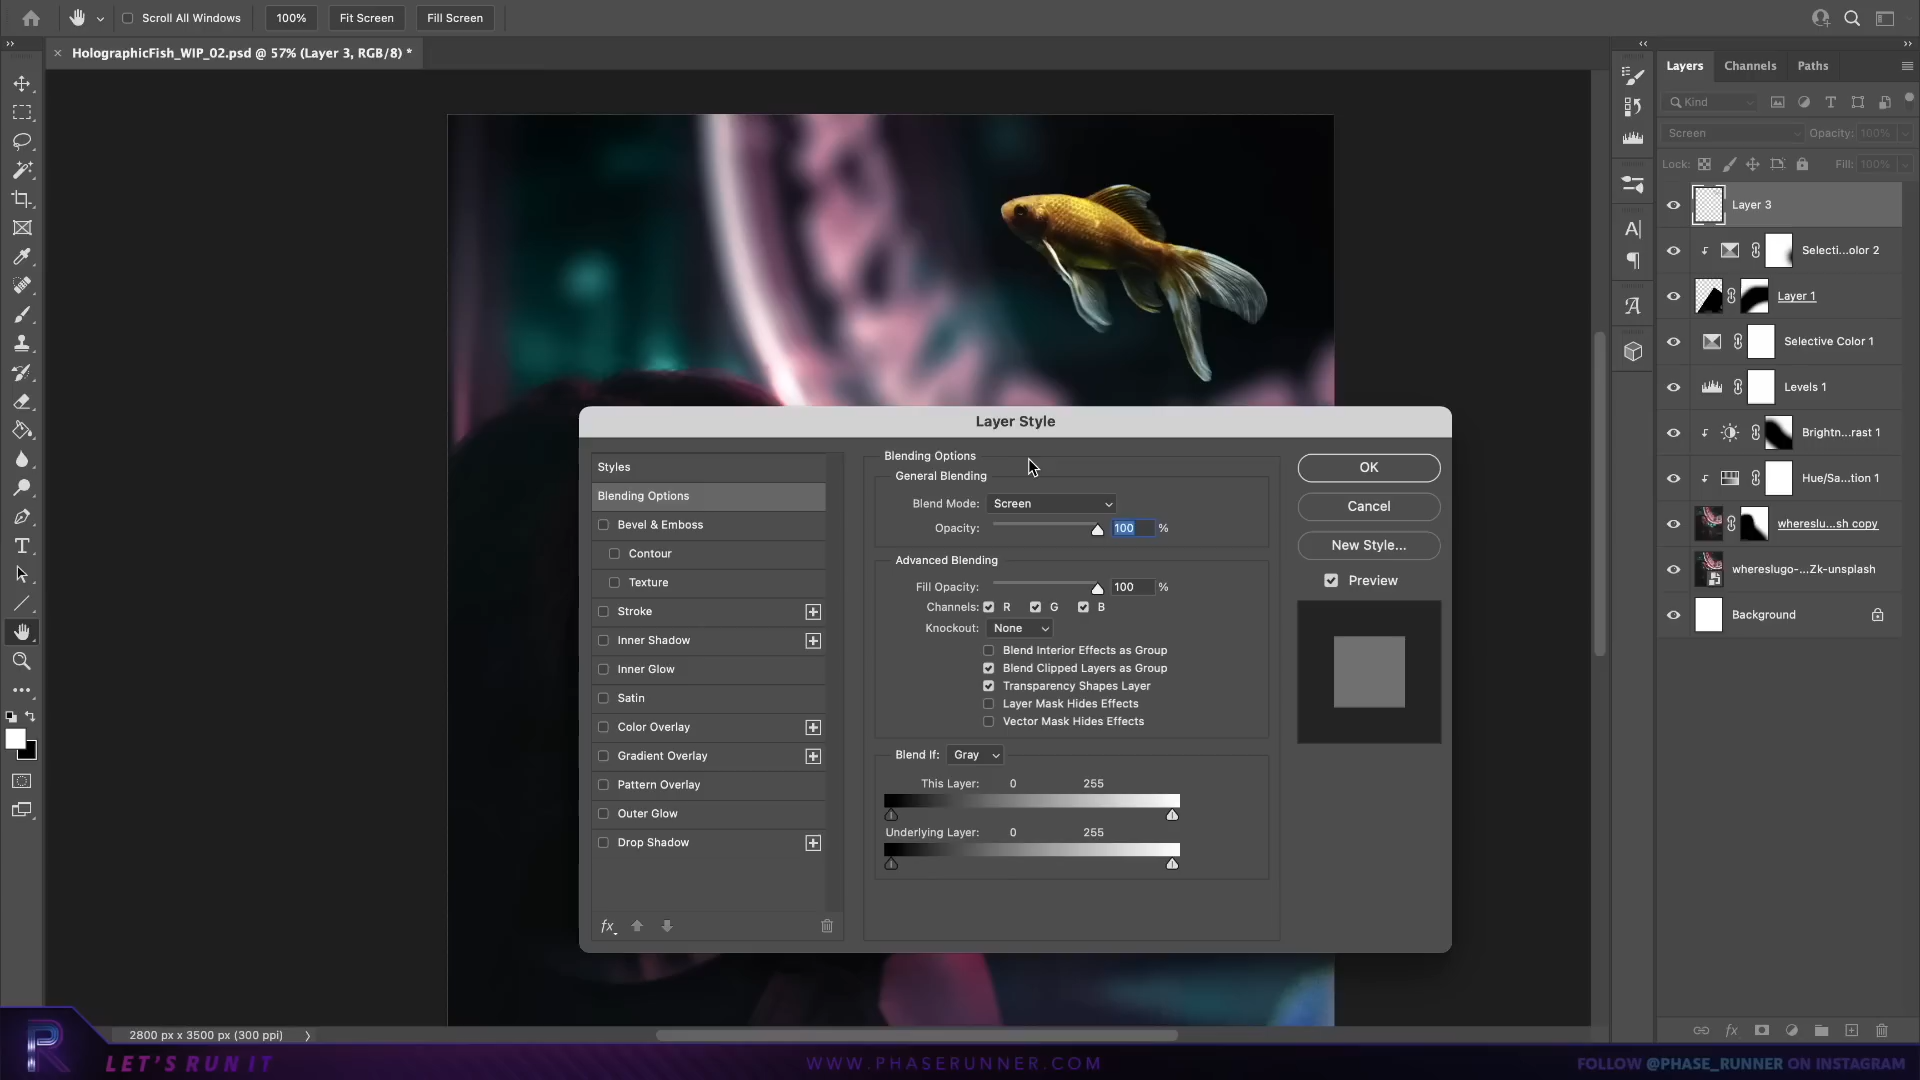 Scroll All Windows 100% Fit Screen Fill Screen
HolographicFish_WIP_02.psd @ 57% (Layer 3, RGB/8) *
Layers Channels Paths
Kind
Screen Opacity: 100%
Lock: Fill: 100%
Layer 3
Selecti...olor 2
Layer 1
Selective Color 1
Levels 1
Brightn...rast 1
Hue/Sa...tion 1
whereslu...sh copy
whereslugo-...Zk-unsplash
Background
Layer Style
Styles
Blending Options
Bevel & Emboss
Contour
Texture
Stroke
Inner Shadow
Inner Glow
Satin
Color Overlay
Gradient Overlay
Pattern Overlay
Outer Glow
Drop Shadow
fx
Blending Options
General Blending
Blend Mode: Screen
Opacity: 100 %
Advanced Blending
Fill Opacity: 100 %
Channels: R G B
Knockout: None
Blend Interior Effects as Group
Blend Clipped Layers as Group
Transparency Shapes Layer
Layer Mask Hides Effects
Vector Mask Hides Effects
Blend If: Gray
This Layer: 0 255
Underlying Layer: 0 255
OK
Cancel
New Style...
Preview
2800 px x 3500 px (300 ppi)
fx
R
LET'S RUN IT
WWW.PHASERUNNER.COM
FOLLOW @PHASE_RUNNER ON INSTAGRAM